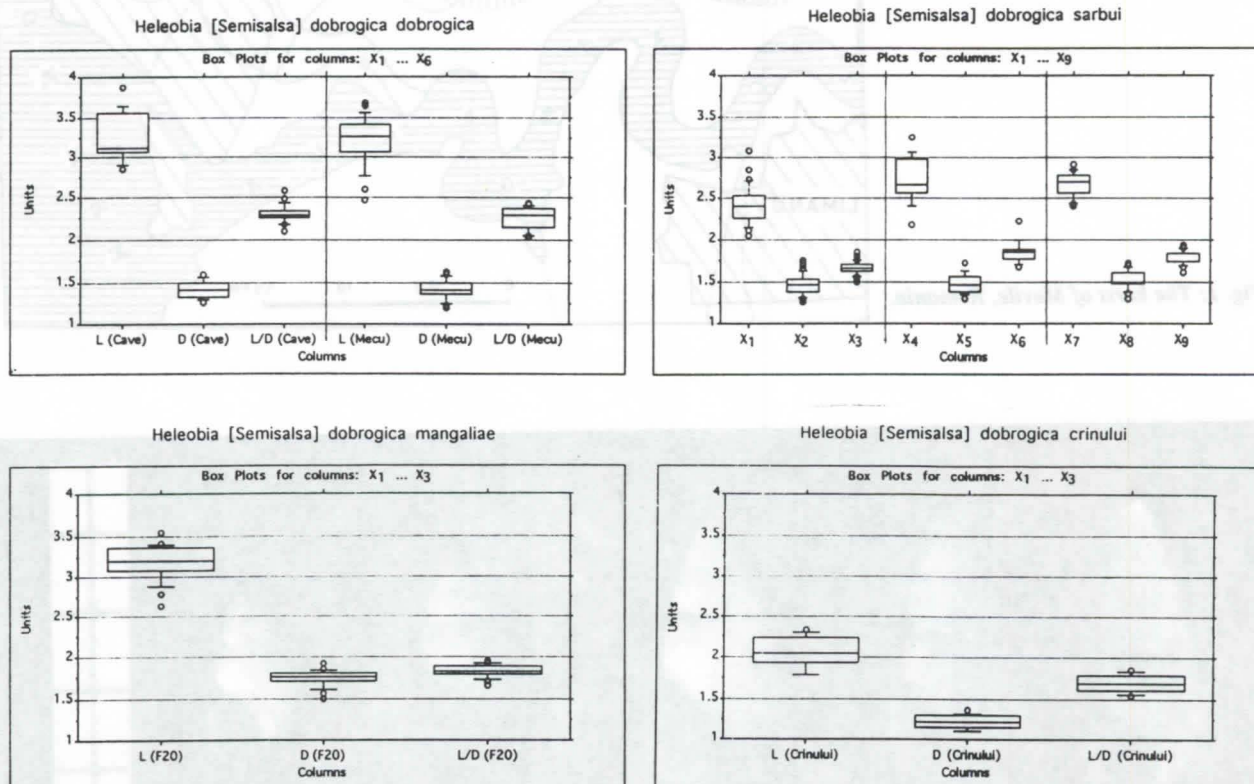 Heleobia [Semisalsa] dobrogica dobrogica
Box Plots for columns: X1 ... X6
4
3.5
3
2.5
2
1.5
1
Units
L (Cave) D (Cave) L/D (Cave) L (Mecu) D (Mecu) L/D (Mecu)
Columns
Heleobia [Semisalsa] dobrogica sarbui
Box Plots for columns: X1 ... X9
4
3.5
3
2.5
2
1.5
1
Units
X1 X2 X3 X4 X5 X6 X7 X8 X9
Columns
Heleobia [Semisalsa] dobrogica mangaliae
Box Plots for columns: X1 ... X3
4
3.5
3
2.5
2
1.5
1
Units
L (F20) D (F20) L/D (F20)
Columns
Heleobia [Semisalsa] dobrogica crinului
Box Plots for columns: X1 ... X3
4
3.5
3
2.5
2
1.5
1
Units
L (Crinului) D (Crinului) L/D (Crinului)
Columns